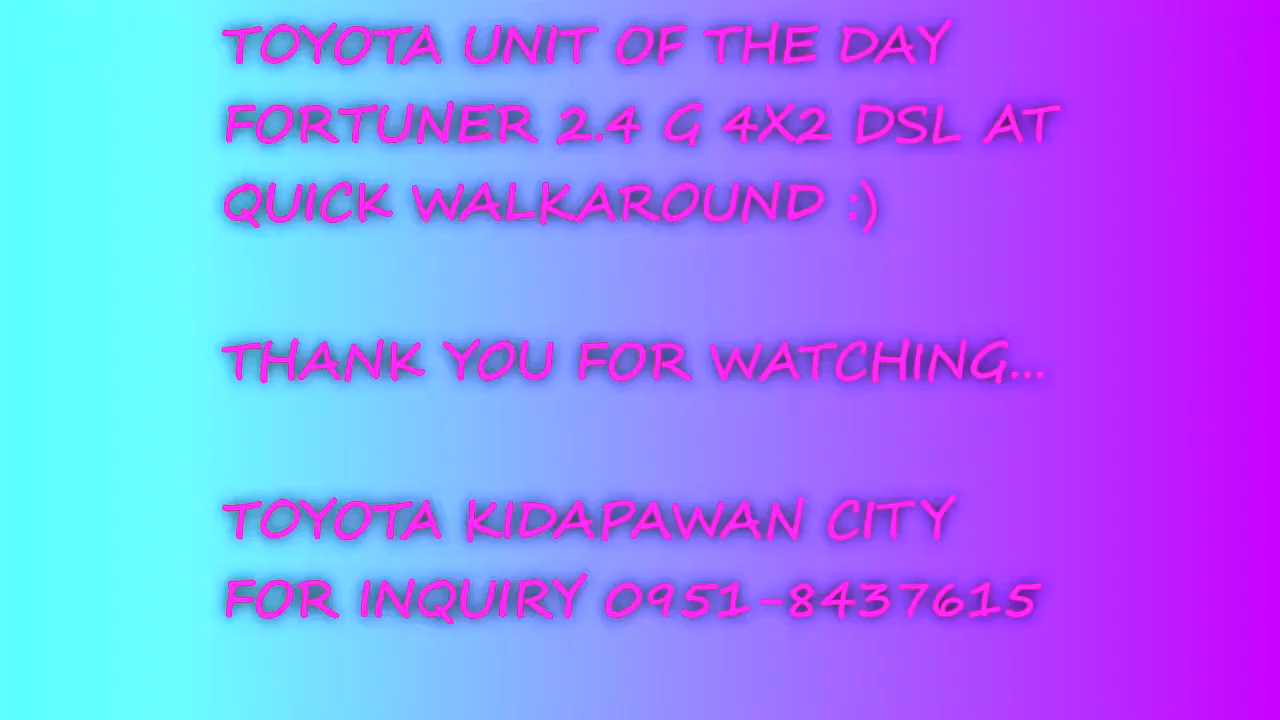 TOYOTA UNIT OF THE DAY
FORTUNER 2.4 G 4X2 DSL AT
QUICK WALKAROUND :)
THANK YOU FOR WATCHING...
TOYOTA KIDAPAWAN CITY
FOR INQUIRY 0951-8437615